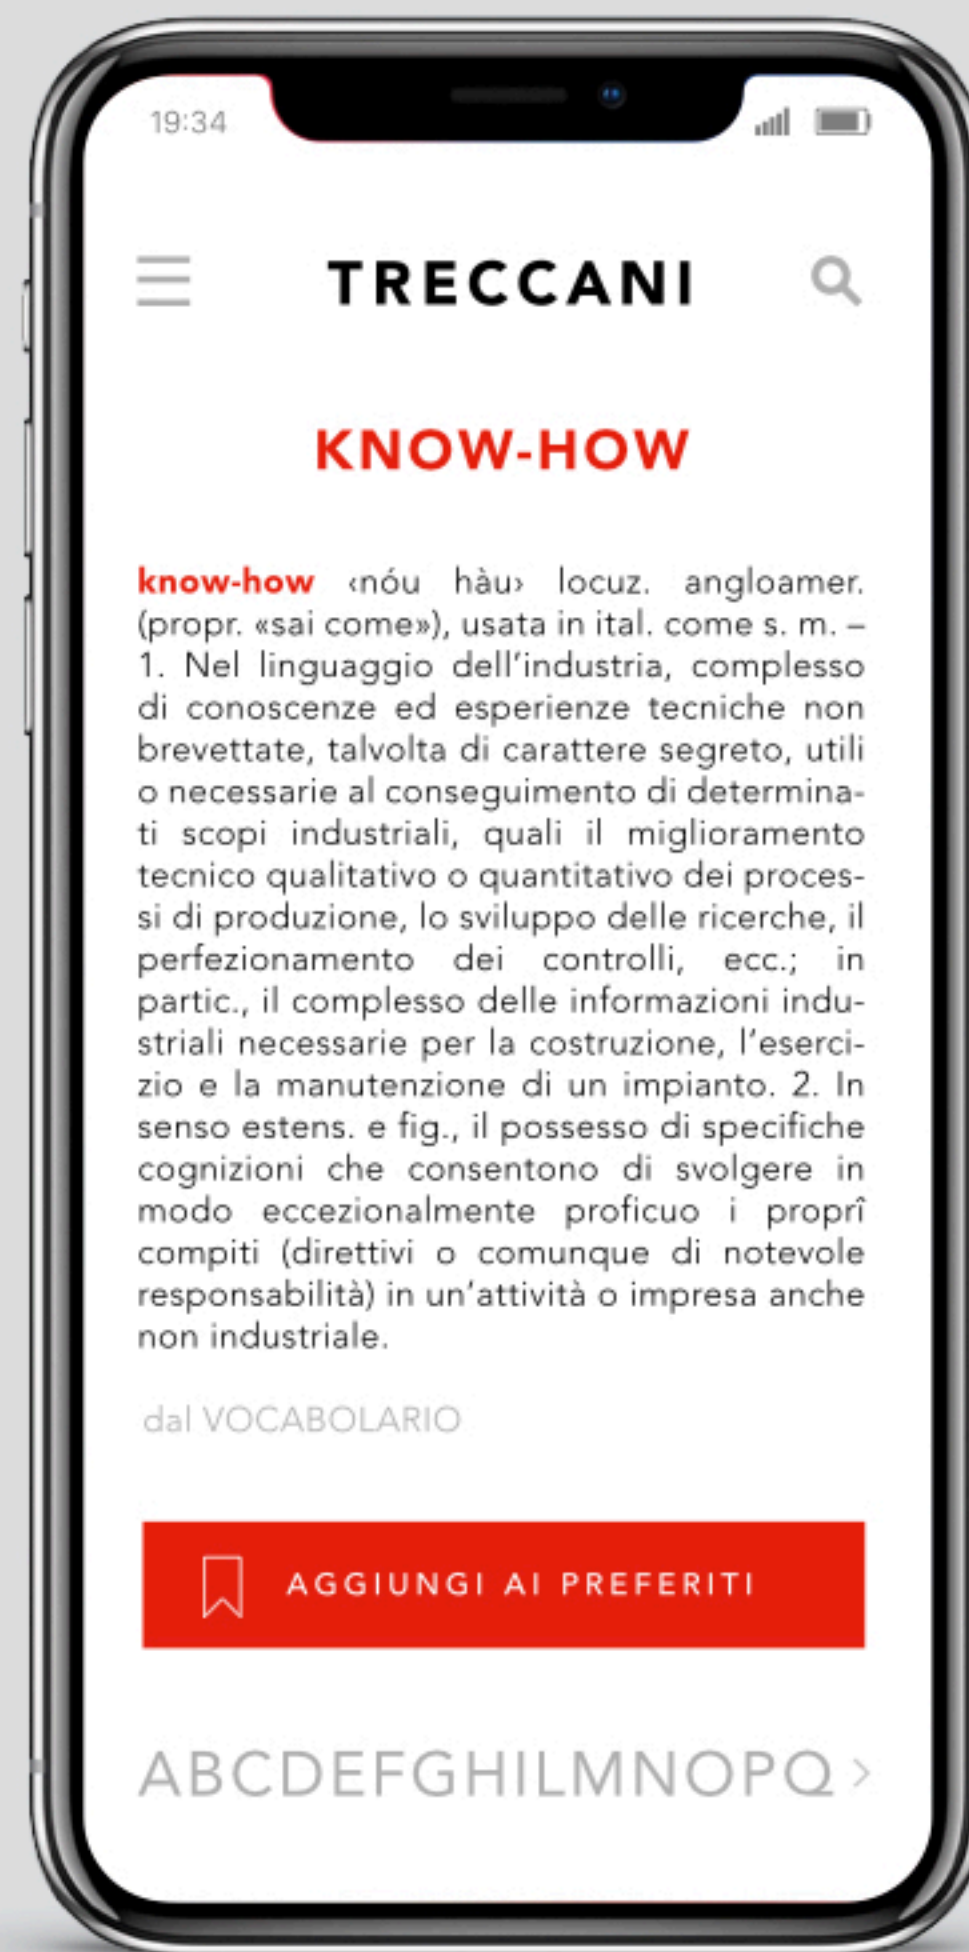 19:34
TRECCANI
KNOW-HOW
know-how ‹nóu hàu› locuz. angloamer.
(propr. «sai come»), usata in ital. come s. m. –
1. Nel linguaggio dell’industria, complesso
di conoscenze ed esperienze tecniche non
brevettate, talvolta di carattere segreto, utili
o necessarie al conseguimento di determina-
ti scopi industriali, quali il miglioramento
tecnico qualitativo o quantitativo dei proces-
si di produzione, lo sviluppo delle ricerche, il
perfezionamento dei controlli, ecc.; in
partic., il complesso delle informazioni indu-
striali necessarie per la costruzione, l’eserci-
zio e la manutenzione di un impianto. 2. In
senso estens. e fig., il possesso di specifiche
cognizioni che consentono di svolgere in
modo eccezionalmente proficuo i proprî
compiti (direttivi o comunque di notevole
responsabilità) in un’attività o impresa anche
non industriale.
dal VOCABOLARIO
AGGIUNGI AI PREFERITI
ABCDEFGHILMNOPQ >